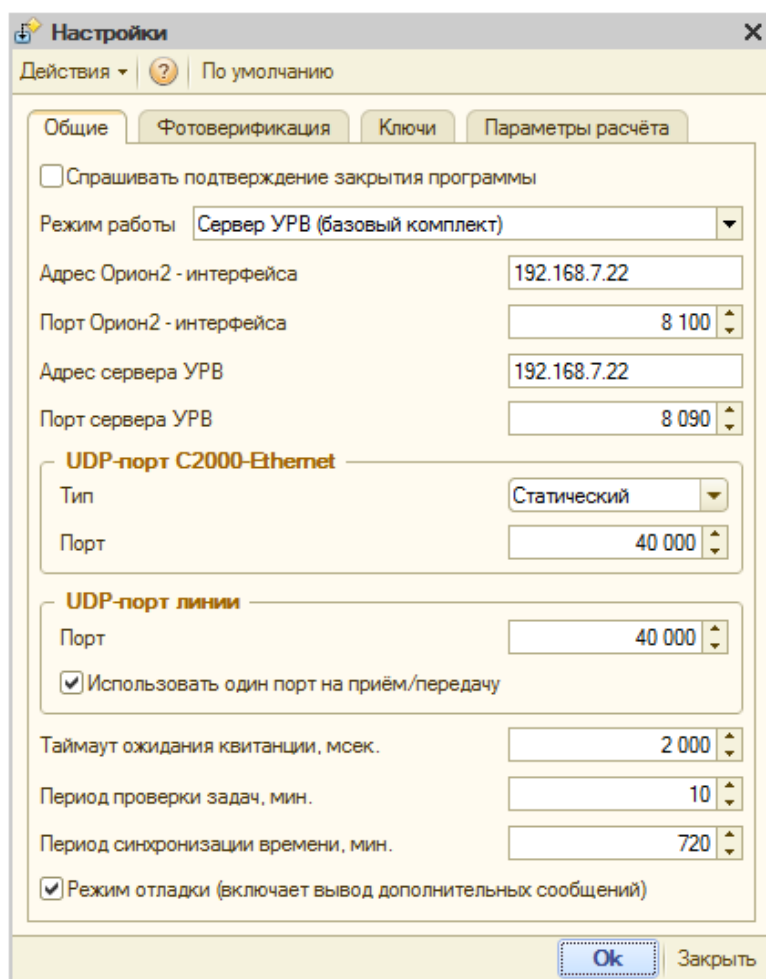 Настройки
Действия ? По умолчанию
Общие Фотоверификация Ключи Параметры расчёта
Спрашивать подтверждение закрытия программы
Режим работы Сервер УРВ (базовый комплект)
Адрес Орион2 - интерфейса 192.168.7.22
Порт Орион2 - интерфейса 8 100
Адрес сервера УРВ 192.168.7.22
Порт сервера УРВ 8 090
UDP-порт C2000-Ethernet
Тип Статический
Порт 40 000
UDP-порт линии
Порт 40 000
Использовать один порт на приём/передачу
Таймаут ожидания квитанции, мсек. 2 000
Период проверки задач, мин. 10
Период синхронизации времени, мин. 720
Режим отладки (включает вывод дополнительных сообщений)
Ok Закрыть